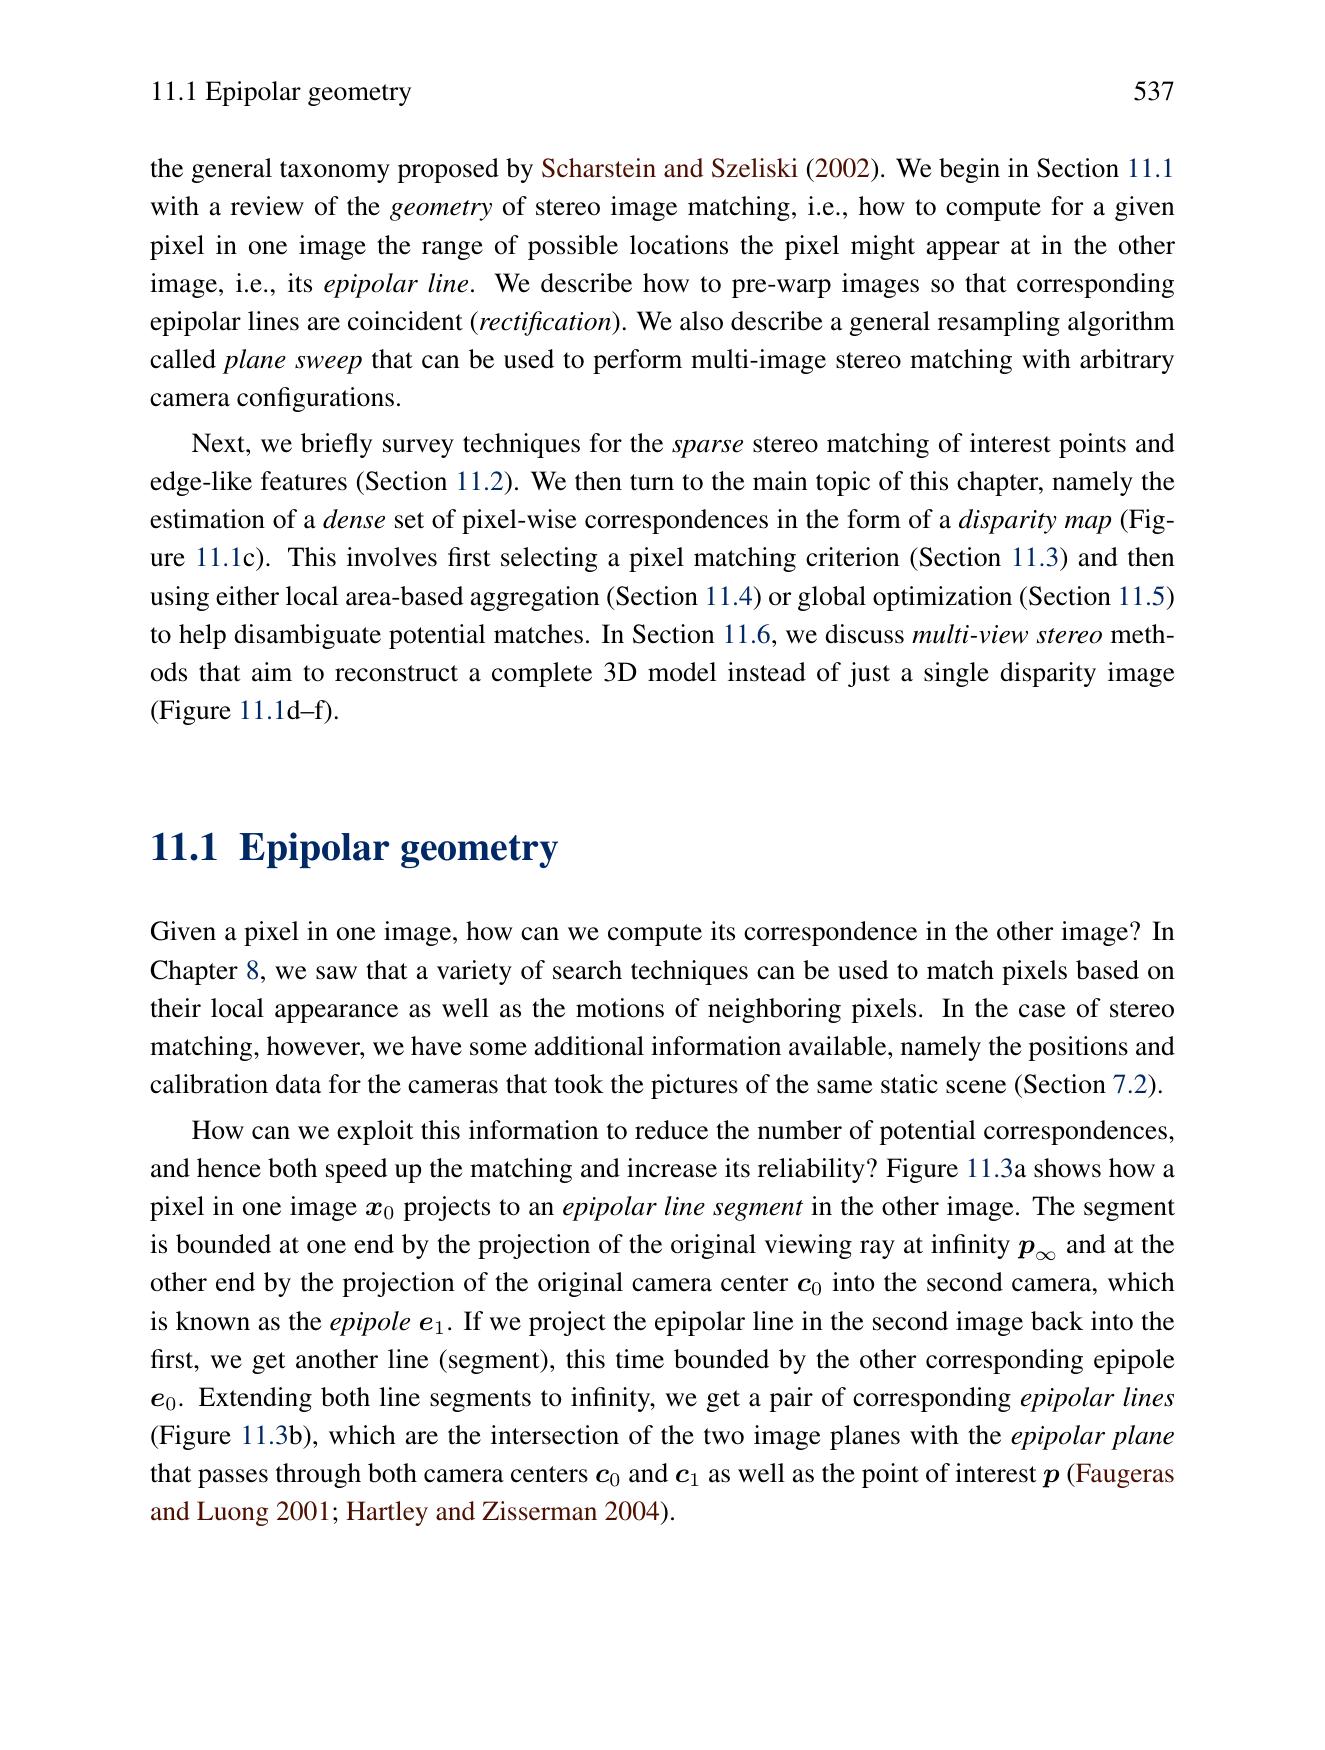 11.1 Epipolar geometry 537
the general taxonomy proposed by Scharstein and Szeliski (2002). We begin in Section 11.1
with a review of the geometry of stereo image matching, i.e., how to compute for a given
pixel in one image the range of possible locations the pixel might appear at in the other
image, i.e., its epipolar line. We describe how to pre-warp images so that corresponding
epipolar lines are coincident (rectification). We also describe a general resampling algorithm
called plane sweep that can be used to perform multi-image stereo matching with arbitrary
camera configurations.
Next, we briefly survey techniques for the sparse stereo matching of interest points and
edge-like features (Section 11.2). We then turn to the main topic of this chapter, namely the
estimation of a dense set of pixel-wise correspondences in the form of a disparity map (Fig-
ure 11.1c). This involves first selecting a pixel matching criterion (Section 11.3) and then
using either local area-based aggregation (Section 11.4) or global optimization (Section 11.5)
to help disambiguate potential matches. In Section 11.6, we discuss multi-view stereo meth-
ods that aim to reconstruct a complete 3D model instead of just a single disparity image
(Figure 11.1d–f).
11.1 Epipolar geometry
Given a pixel in one image, how can we compute its correspondence in the other image? In
Chapter 8, we saw that a variety of search techniques can be used to match pixels based on
their local appearance as well as the motions of neighboring pixels. In the case of stereo
matching, however, we have some additional information available, namely the positions and
calibration data for the cameras that took the pictures of the same static scene (Section 7.2).
How can we exploit this information to reduce the number of potential correspondences,
and hence both speed up the matching and increase its reliability? Figure 11.3a shows how a
pixel in one image x₀ projects to an epipolar line segment in the other image. The segment
is bounded at one end by the projection of the original viewing ray at infinity p∞ and at the
other end by the projection of the original camera center c₀ into the second camera, which
is known as the epipole e₁. If we project the epipolar line in the second image back into the
first, we get another line (segment), this time bounded by the other corresponding epipole
e₀. Extending both line segments to infinity, we get a pair of corresponding epipolar lines
(Figure 11.3b), which are the intersection of the two image planes with the epipolar plane
that passes through both camera centers c₀ and c₁ as well as the point of interest p (Faugeras
and Luong 2001; Hartley and Zisserman 2004).